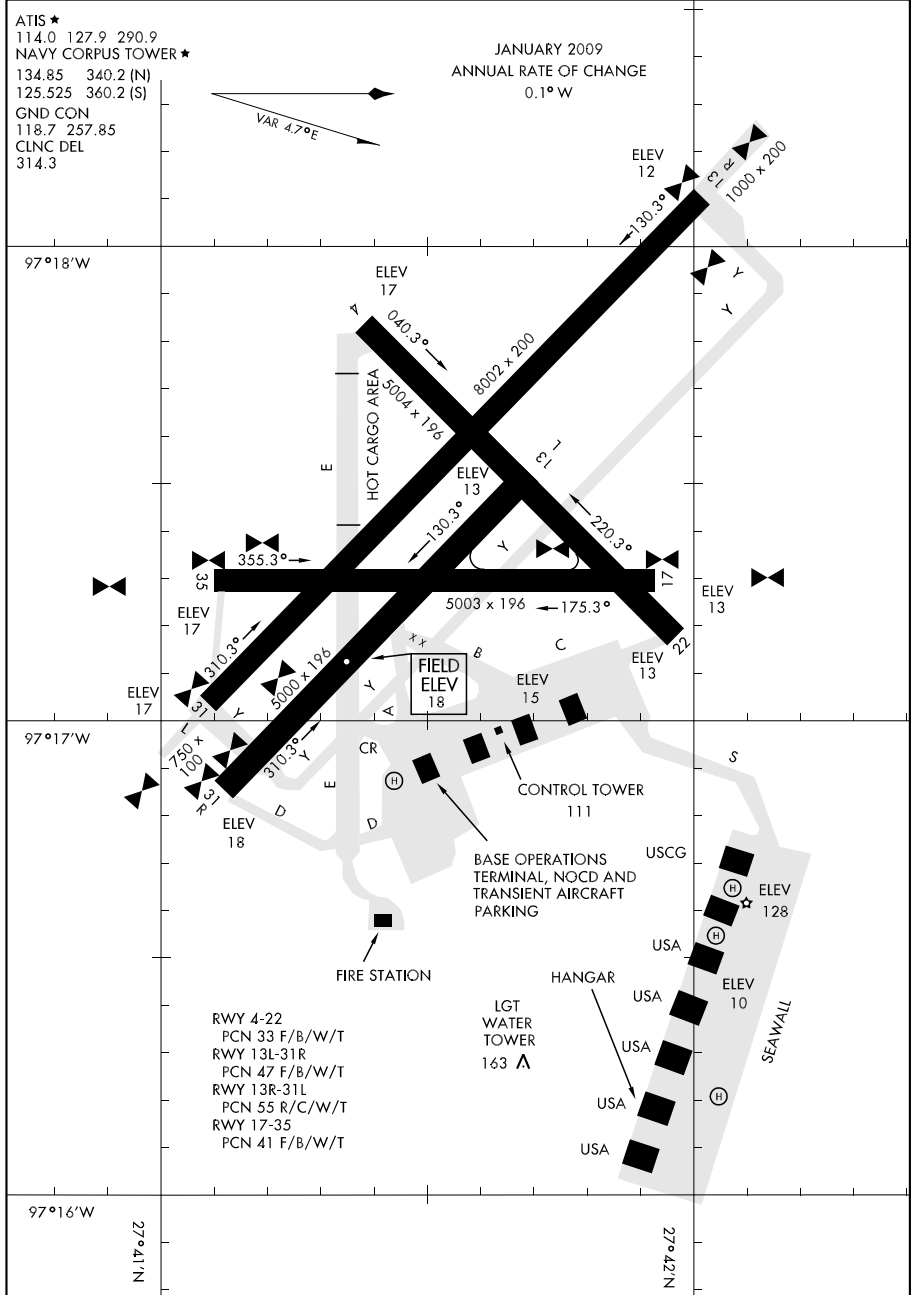 ATIS ★
114.0 127.9 290.9
NAVY CORPUS TOWER ★
134.85 340.2 (N)
125.525 360.2 (S)
GND CON
118.7 257.85
CLNC DEL
314.3
JANUARY 2009
ANNUAL RATE OF CHANGE
0.1° W
VAR 4.7° E
ELEV
12
13 R
1000 x 200
130.3°
97°18'W
Y
Y
ELEV
17
4
040.3°
8002 x 200
5004 x 196
HOT CARGO AREA
E
13 L
ELEV
13
130.3°
Y
220.3°
355.3°
35
17
5003 x 196
175.3°
ELEV
13
ELEV
17
310.3°
22
ELEV
13
x x
B
C
5000 x 196
FIELD
ELEV
18
ELEV
15
Y
A
ELEV
17
31
L
Y
97°17'W
750 x
100
310.3°
Y
CR
E
H
31
R
D
D
ELEV
18
S
CONTROL TOWER
111
BASE OPERATIONS
TERMINAL, NOCD AND
TRANSIENT AIRCRAFT
PARKING
USCG
H
ELEV
128
H
USA
FIRE STATION
HANGAR
USA
ELEV
10
LGT
WATER
TOWER
163
USA
SEAWALL
USA
H
USA
RWY 4-22
PCN 33 F/B/W/T
RWY 13L-31R
PCN 47 F/B/W/T
RWY 13R-31L
PCN 55 R/C/W/T
RWY 17-35
PCN 41 F/B/W/T
97°16'W
27°41'N
27°42'N